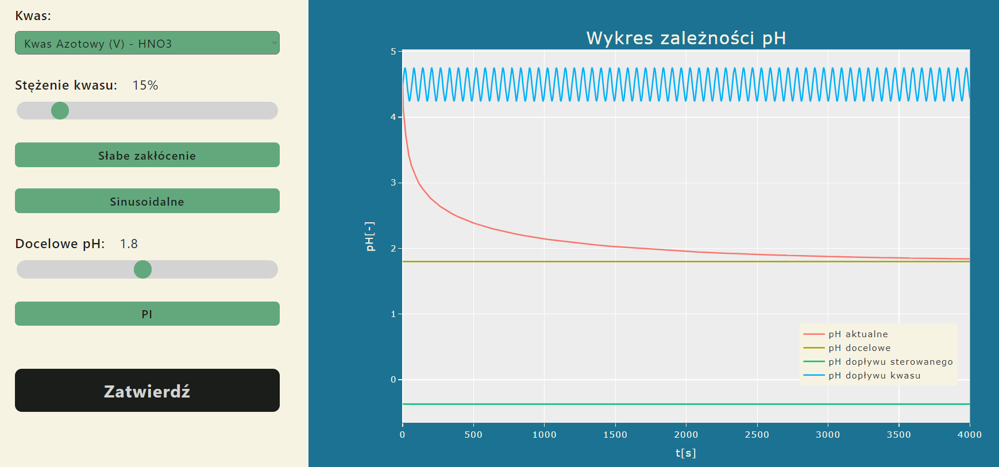 Kwas:
Kwas Azotowy (V) - HNO3
Stężenie kwasu: 15%
Słabe zakłócenie
Sinusoidalne
Docelowe pH: 1.8
PI
Zatwierdź
Wykres zależności pH
5
4
3
2
1
0
pH[-]
pH aktualne
pH docelowe
pH dopływu sterowanego
pH dopływu kwasu
0 500 1000 1500 2000 2500 3000 3500 4000
t[s]